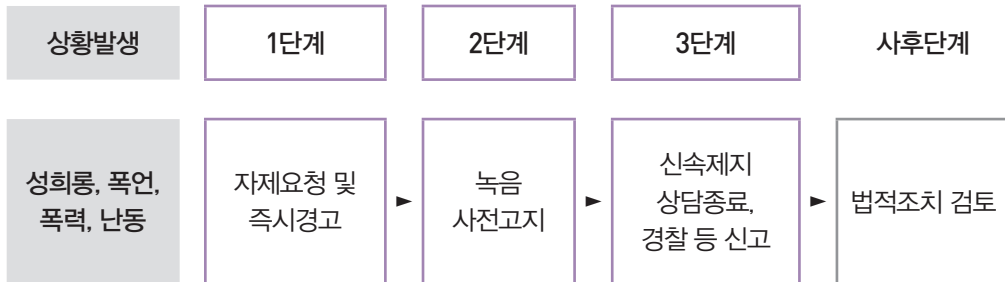 상황발생
1단계
2단계
3단계
사후단계
성희롱, 폭언,
폭력, 난동
자제요청 및
즉시경고
►
녹음
사전고지
►
신속제지
상담종료,
경찰 등 신고
►
법적조치 검토